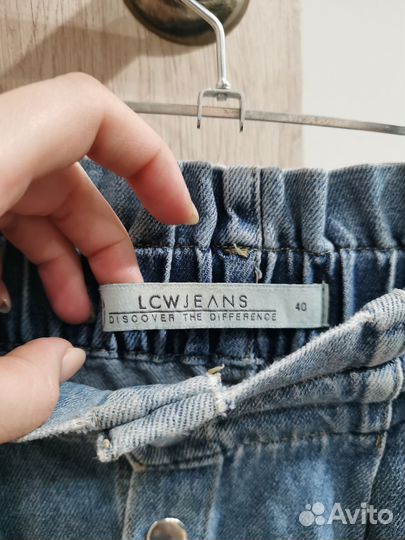 LCWJEANS 40
DISCOVER THE DIFFERENCE
Avito